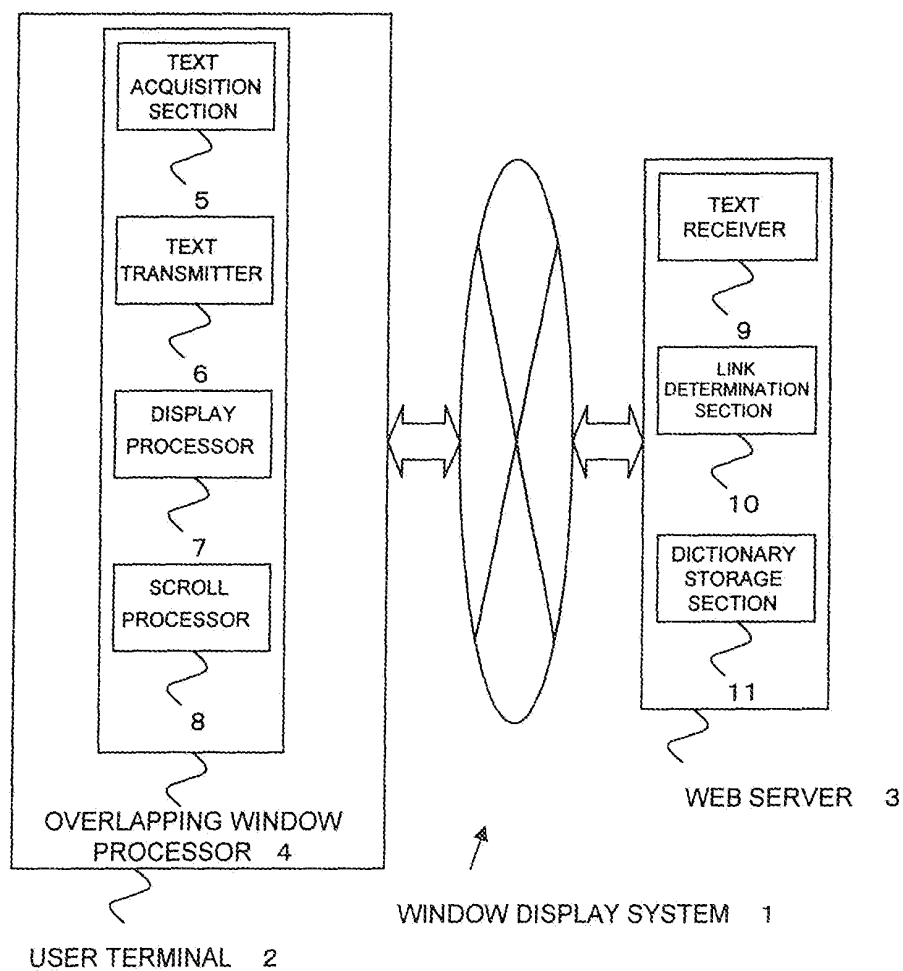 TEXT
ACQUISITION
SECTION
5
TEXT
TRANSMITTER
6
DISPLAY
PROCESSOR
7
SCROLL
PROCESSOR
8
OVERLAPPING WINDOW
PROCESSOR 4
USER TERMINAL 2
TEXT
RECEIVER
9
LINK
DETERMINATION
SECTION
10
DICTIONARY
STORAGE
SECTION
11
WEB SERVER 3
WINDOW DISPLAY SYSTEM 1